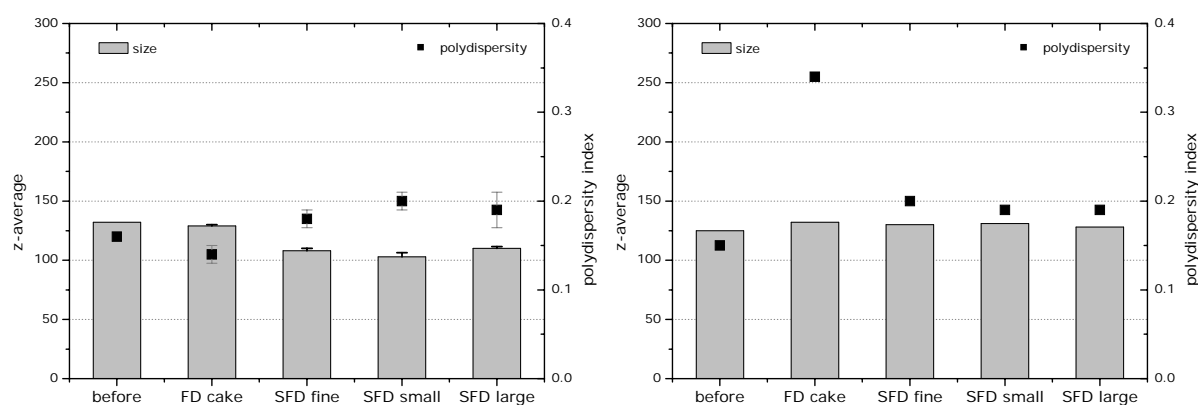 300
250
200
150
100
50
0
z-average
size
polydispersity
0.4
0.3
0.2
0.1
0.0
polydispersity index
before FD cake SFD fine SFD small SFD large
300
250
200
150
100
50
0
z-average
size
polydispersity
0.4
0.3
0.2
0.1
0.0
polydispersity index
before FD cake SFD fine SFD small SFD large